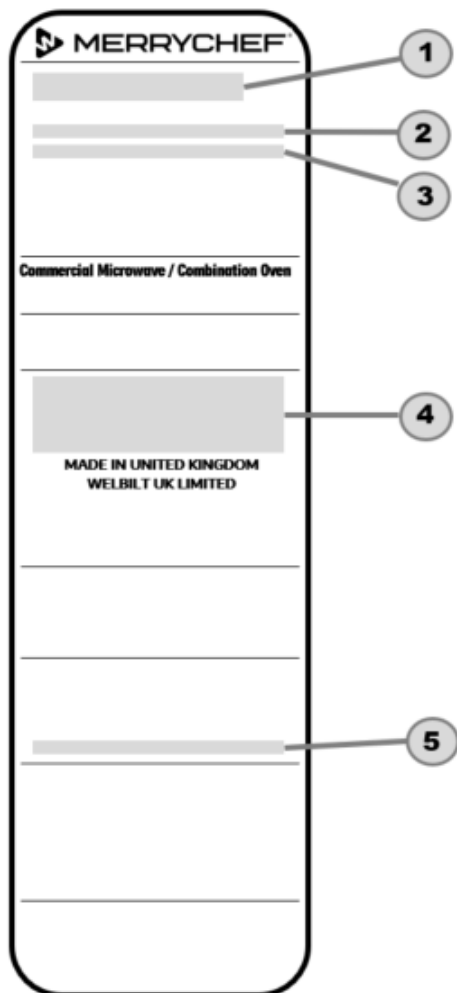 MERRYCHEF
1
2
3
Commercial Microwave / Combination Oven
4
MADE IN UNITED KINGDOM
WELBILT UK LIMITED
5